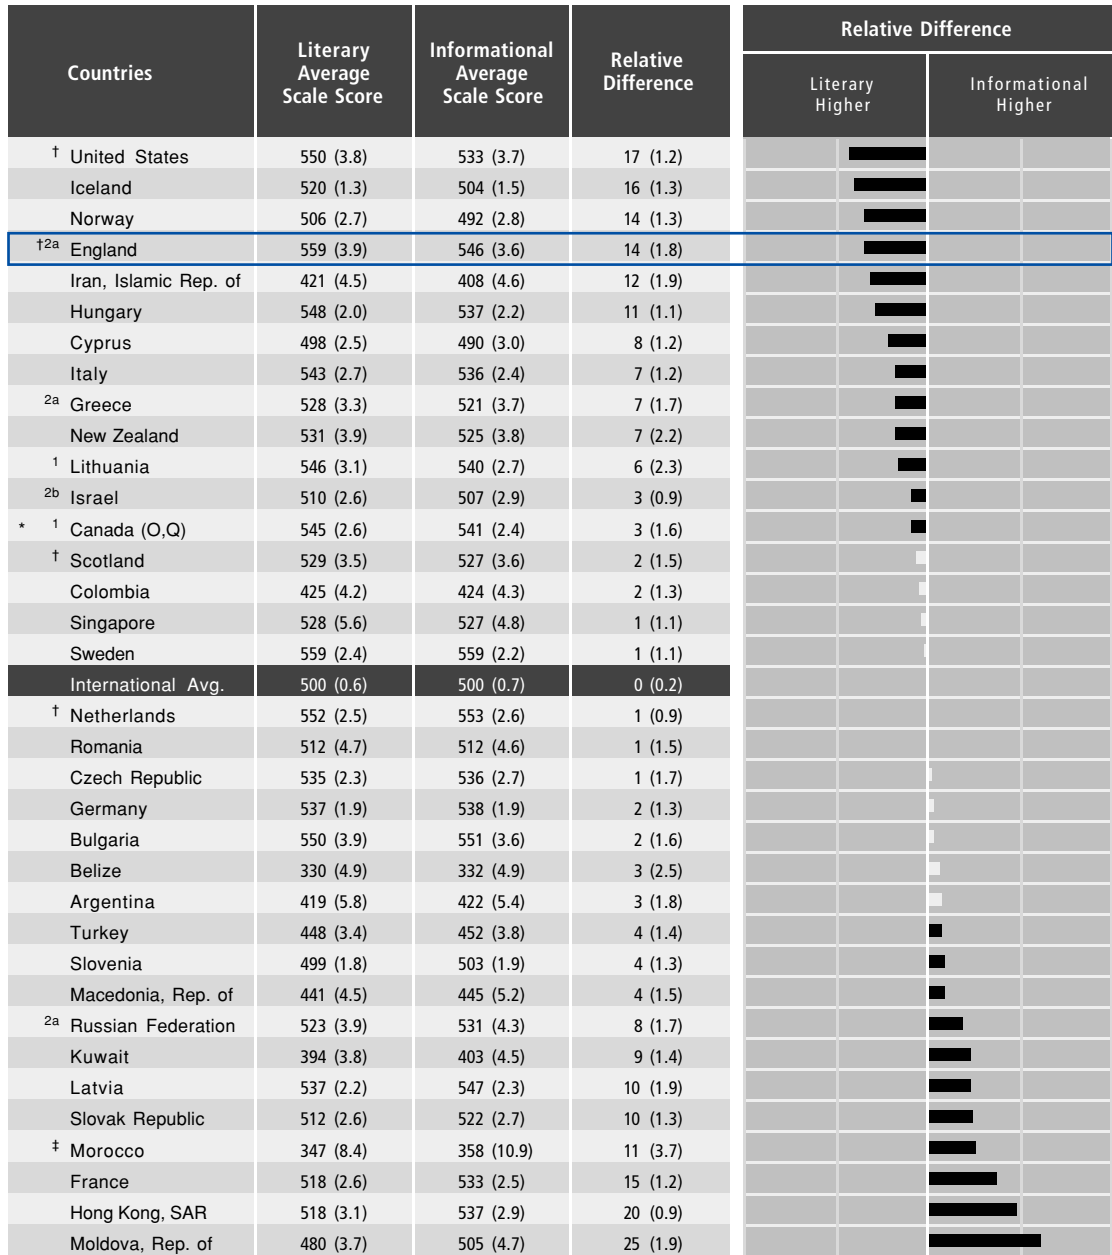 Countries Literary Average Scale Score Informational Average Scale Score Relative Difference Relative Difference
Literary Higher Informational Higher
† United States 550 (3.8) 533 (3.7) 17 (1.2)
Iceland 520 (1.3) 504 (1.5) 16 (1.3)
Norway 506 (2.7) 492 (2.8) 14 (1.3)
†2a England 559 (3.9) 546 (3.6) 14 (1.8)
Iran, Islamic Rep. of 421 (4.5) 408 (4.6) 12 (1.9)
Hungary 548 (2.0) 537 (2.2) 11 (1.1)
Cyprus 498 (2.5) 490 (3.0) 8 (1.2)
Italy 543 (2.7) 536 (2.4) 7 (1.2)
2a Greece 528 (3.3) 521 (3.7) 7 (1.7)
New Zealand 531 (3.9) 525 (3.8) 7 (2.2)
1 Lithuania 546 (3.1) 540 (2.7) 6 (2.3)
2b Israel 510 (2.6) 507 (2.9) 3 (0.9)
* 1 Canada (O,Q) 545 (2.6) 541 (2.4) 3 (1.6)
† Scotland 529 (3.5) 527 (3.6) 2 (1.5)
Colombia 425 (4.2) 424 (4.3) 2 (1.3)
Singapore 528 (5.6) 527 (4.8) 1 (1.1)
Sweden 559 (2.4) 559 (2.2) 1 (1.1)
International Avg. 500 (0.6) 500 (0.7) 0 (0.2)
† Netherlands 552 (2.5) 553 (2.6) 1 (0.9)
Romania 512 (4.7) 512 (4.6) 1 (1.5)
Czech Republic 535 (2.3) 536 (2.7) 1 (1.7)
Germany 537 (1.9) 538 (1.9) 2 (1.3)
Bulgaria 550 (3.9) 551 (3.6) 2 (1.6)
Belize 330 (4.9) 332 (4.9) 3 (2.5)
Argentina 419 (5.8) 422 (5.4) 3 (1.8)
Turkey 448 (3.4) 452 (3.8) 4 (1.4)
Slovenia 499 (1.8) 503 (1.9) 4 (1.3)
Macedonia, Rep. of 441 (4.5) 445 (5.2) 4 (1.5)
2a Russian Federation 523 (3.9) 531 (4.3) 8 (1.7)
Kuwait 394 (3.8) 403 (4.5) 9 (1.4)
Latvia 537 (2.2) 547 (2.3) 10 (1.9)
Slovak Republic 512 (2.6) 522 (2.7) 10 (1.3)
‡ Morocco 347 (8.4) 358 (10.9) 11 (3.7)
France 518 (2.6) 533 (2.5) 15 (1.2)
Hong Kong, SAR 518 (3.1) 537 (2.9) 20 (0.9)
Moldova, Rep. of 480 (3.7) 505 (4.7) 25 (1.9)